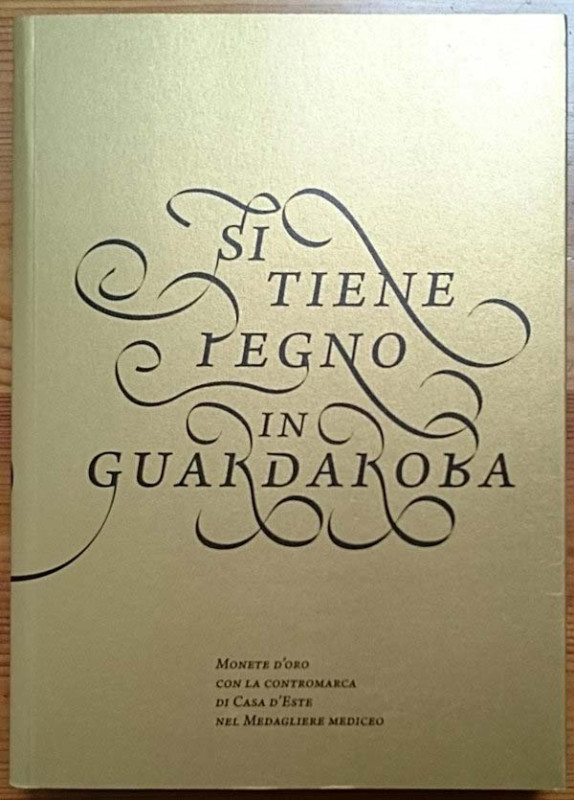 SI
TIENE
PEGNO
IN
GUARDAROBA
MONETE D'ORO
CON LA CONTROMARCA
DI CASA D'ESTE
NEL MEDAGLIERE MEDICEO